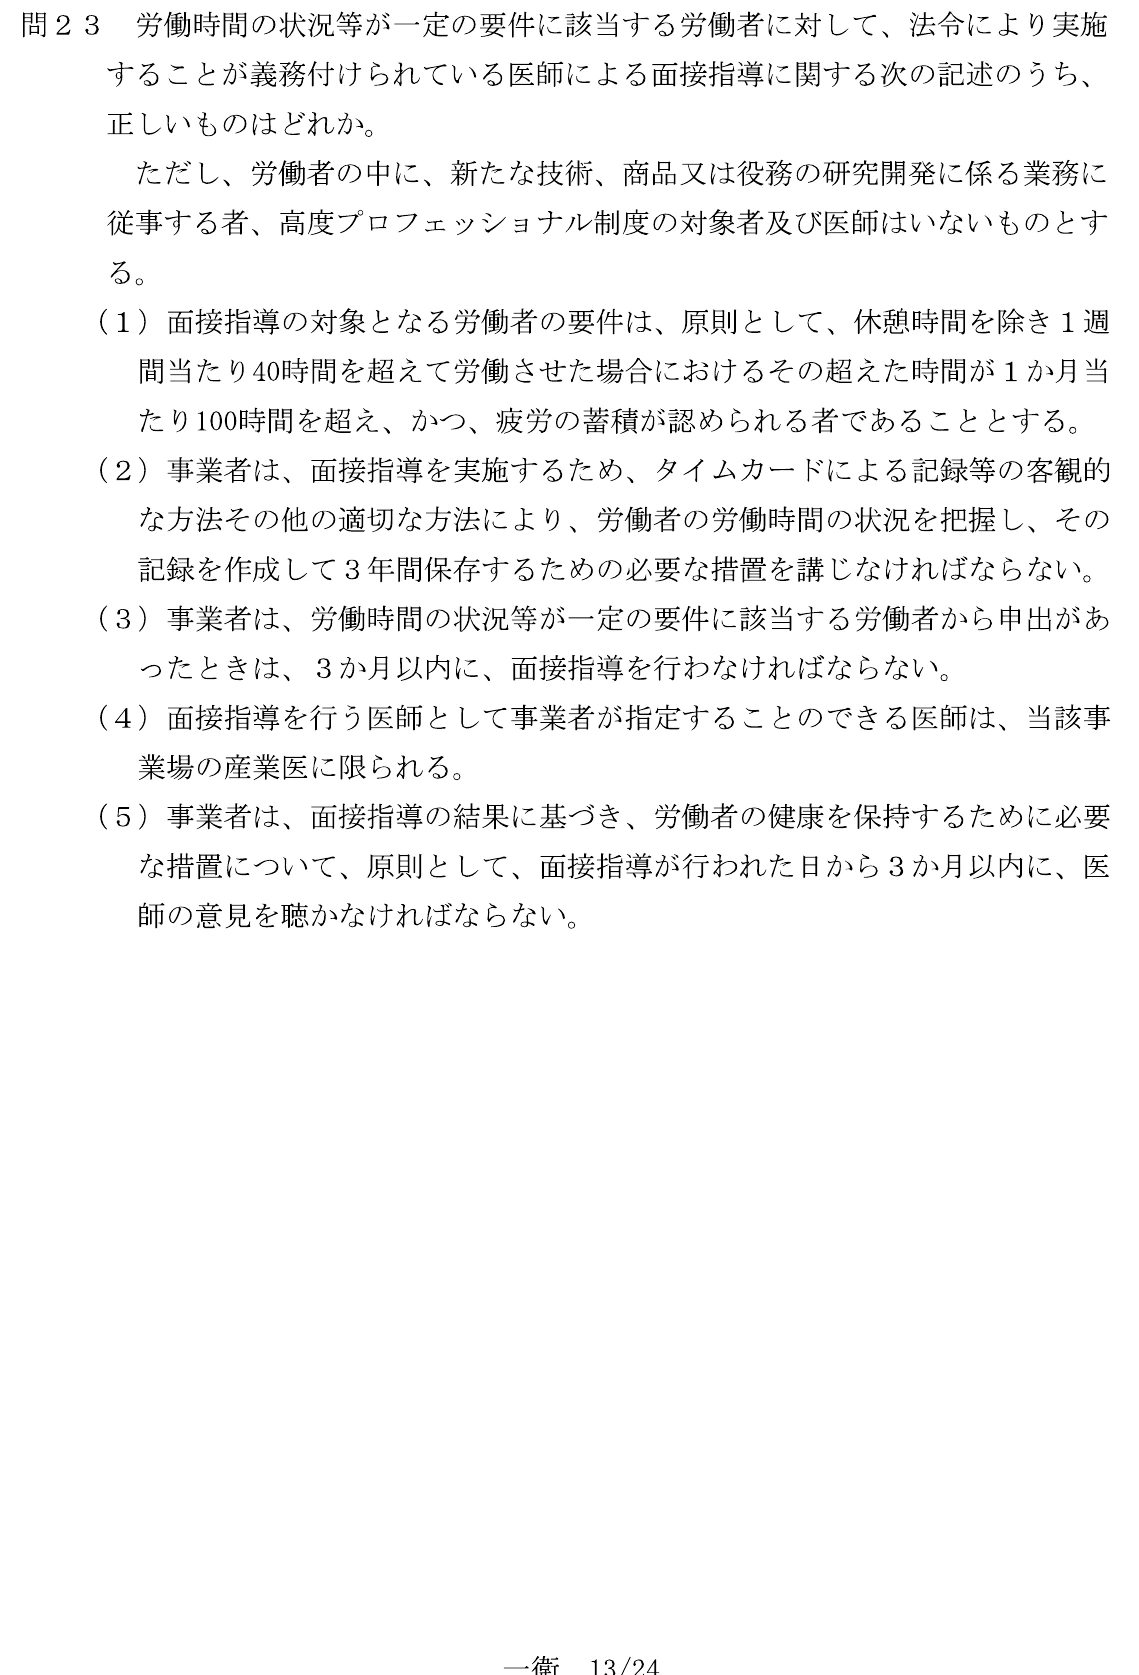 問２３　労働時間の状況等が一定の要件に該当する労働者に対して、法令により実施
することが義務付けられている医師による面接指導に関する次の記述のうち、
正しいものはどれか。
ただし、労働者の中に、新たな技術、商品又は役務の研究開発に係る業務に
従事する者、高度プロフェッショナル制度の対象者及び医師はいないものとす
る。
（１）面接指導の対象となる労働者の要件は、原則として、休憩時間を除き１週
間当たり40時間を超えて労働させた場合におけるその超えた時間が１か月当
たり100時間を超え、かつ、疲労の蓄積が認められる者であることとする。
（２）事業者は、面接指導を実施するため、タイムカードによる記録等の客観的
な方法その他の適切な方法により、労働者の労働時間の状況を把握し、その
記録を作成して３年間保存するための必要な措置を講じなければならない。
（３）事業者は、労働時間の状況等が一定の要件に該当する労働者から申出があ
ったときは、３か月以内に、面接指導を行わなければならない。
（４）面接指導を行う医師として事業者が指定することのできる医師は、当該事
業場の産業医に限られる。
（５）事業者は、面接指導の結果に基づき、労働者の健康を保持するために必要
な措置について、原則として、面接指導が行われた日から３か月以内に、医
師の意見を聴かなければならない。
一衛　13/24